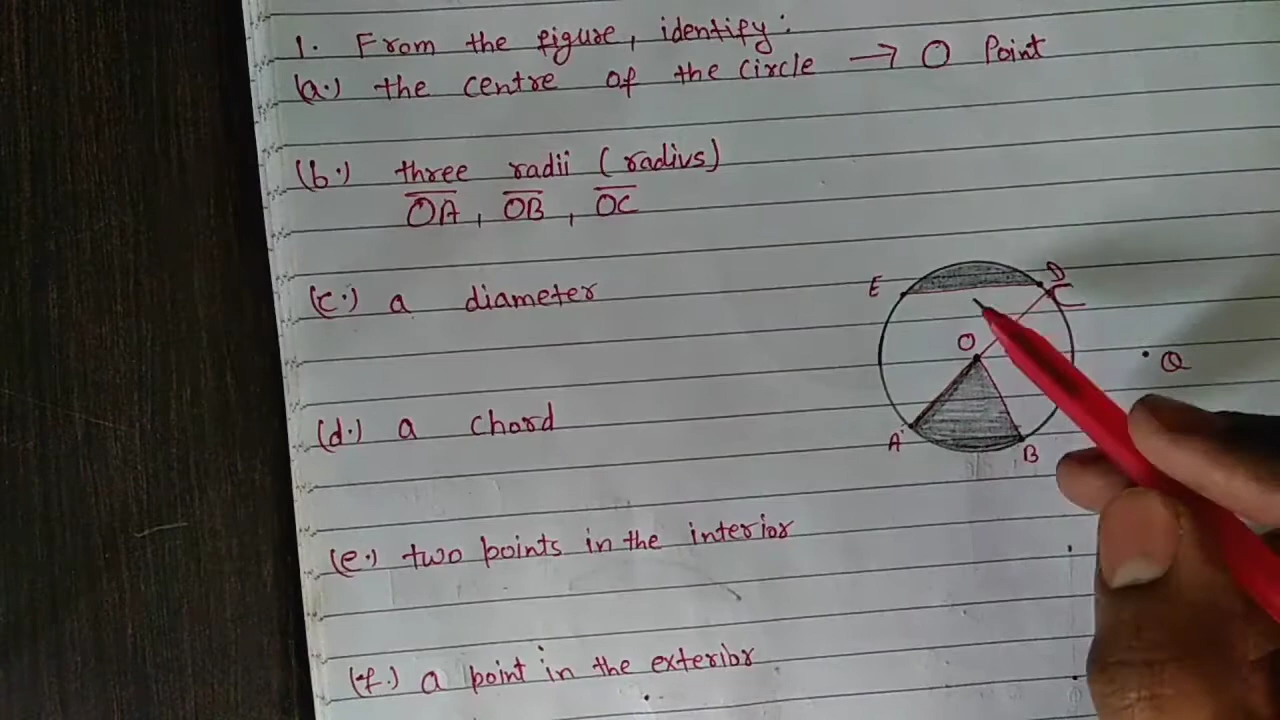 1. From the figure, identify:
(a.) the centre of the circle → O Point
(b.) three radii (radius)
OA, OB, OC
(c.) a diameter
(d.) a chord
(e.) two points in the interior
(f.) a point in the exterior
E
D
C
O
Q
A
B